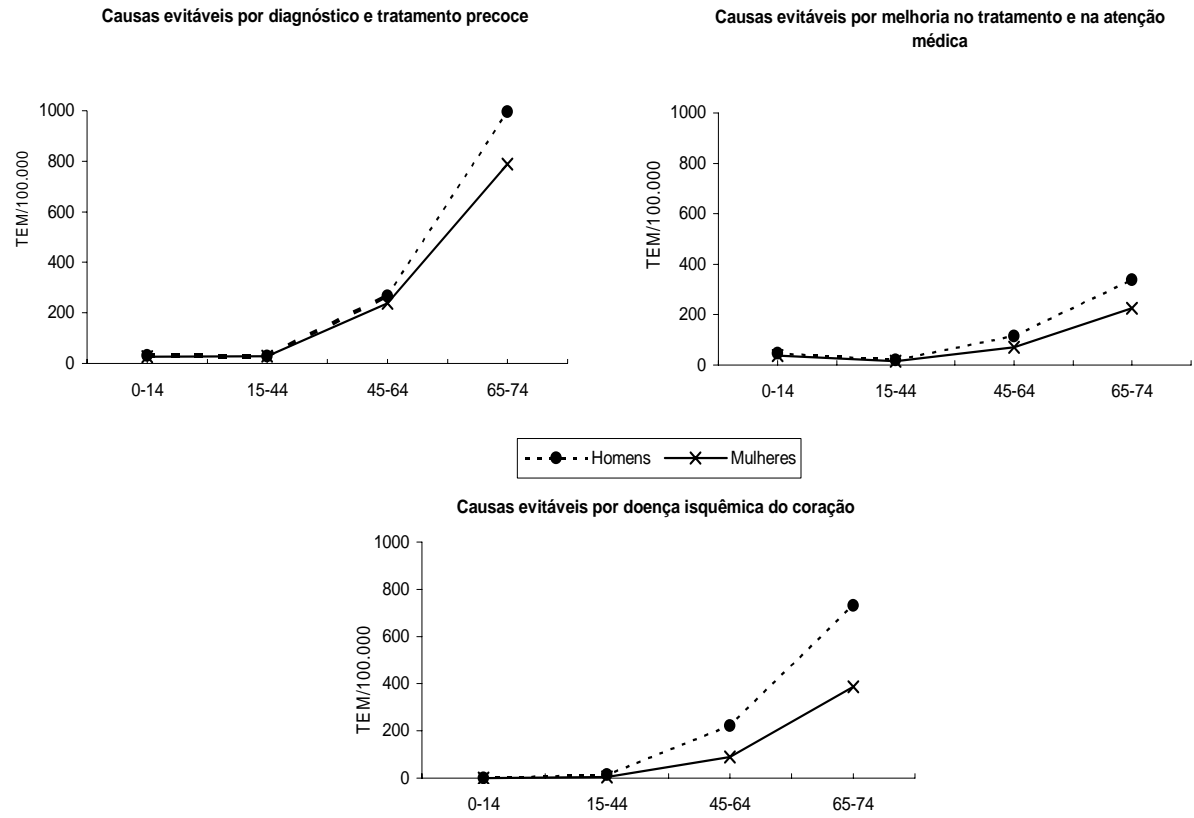 Causas evitáveis por diagnóstico e tratamento precoce
TEM/100.000
1000
800
600
400
200
0
0-14 15-44 45-64 65-74
Causas evitáveis por melhoria no tratamento e na atenção
médica
TEM/100.000
1000
800
600
400
200
0
0-14 15-44 45-64 65-74
Homens Mulheres
Causas evitáveis por doença isquêmica do coração
TEM/100.000
1000
800
600
400
200
0
0-14 15-44 45-64 65-74